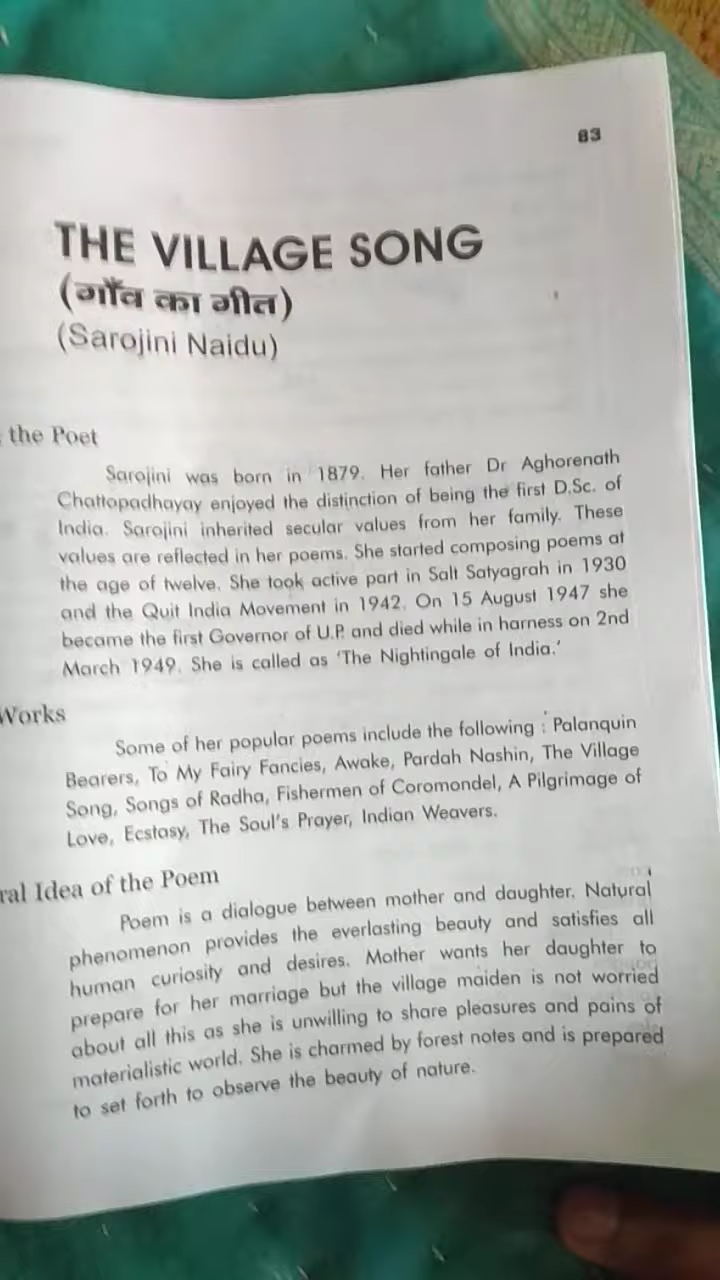 83
THE VILLAGE SONG
(गाँव का गीत)
(Sarojini Naidu)
the Poet
Sarojini was born in 1879. Her father Dr Aghorenath
Chattopadhayay enjoyed the distinction of being the first D.Sc. of
India. Sarojini inherited secular values from her family. These
values are reflected in her poems. She started composing poems at
the age of twelve. She took active part in Salt Satyagrah in 1930
and the Quit India Movement in 1942. On 15 August 1947 she
became the first Governor of U.P. and died while in harness on 2nd
March 1949. She is called as ‘The Nightingale of India.’
Works
Some of her popular poems include the following : Palanquin
Bearers, To My Fairy Fancies, Awake, Pardah Nashin, The Village
Song, Songs of Radha, Fishermen of Coromondel, A Pilgrimage of
Love, Ecstasy, The Soul’s Prayer, Indian Weavers.
ral Idea of the Poem
Poem is a dialogue between mother and daughter. Natural
phenomenon provides the everlasting beauty and satisfies all
human curiosity and desires. Mother wants her daughter to
prepare for her marriage but the village maiden is not worried
about all this as she is unwilling to share pleasures and pains of
materialistic world. She is charmed by forest notes and is prepared
to set forth to observe the beauty of nature.